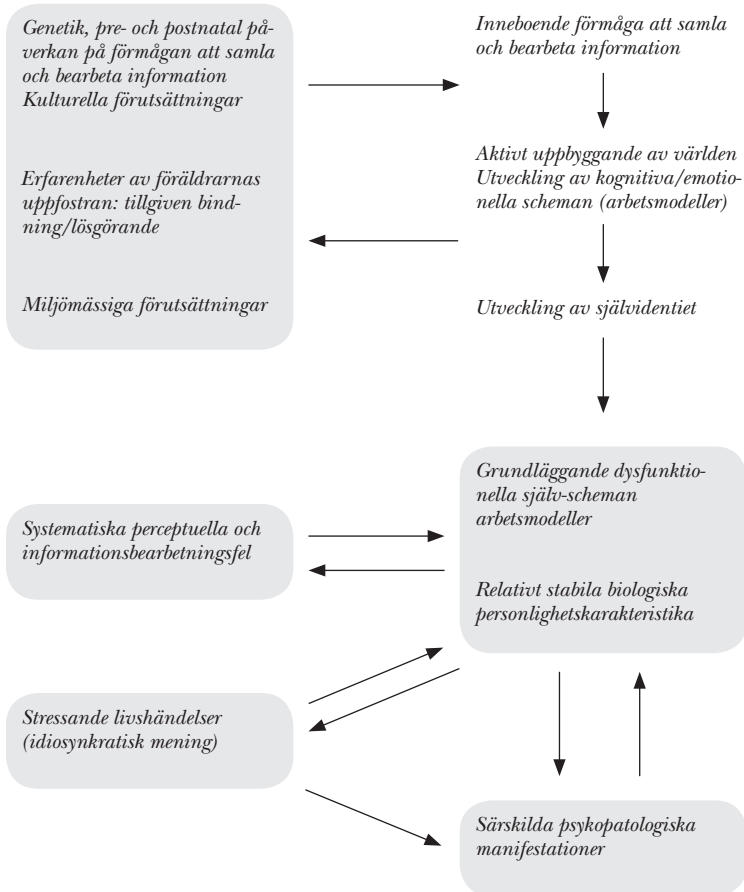 Genetik, pre- och postnatal på-
verkan på förmågan att samla
och bearbeta information
Kulturella förutsättningar
Erfarenheter av föräldrarnas
uppfostran: tillgiven bind-
ning/lösgörande
Miljömässiga förutsättningar
Inneboende förmåga att samla
och bearbeta information
Aktivt uppbyggande av världen
Utveckling av kognitiva/emotio-
nella scheman (arbetsmodeller)
Utveckling av självidentiet
Grundläggande dysfunktio-
nella själv-scheman
arbetsmodeller
Relativt stabila biologiska
personlighetskarakteristika
Systematiska perceptuella och
informationsbearbetningsfel
Stressande livshändelser
(idiosynkratisk mening)
Särskilda psykopatologiska
manifestationer